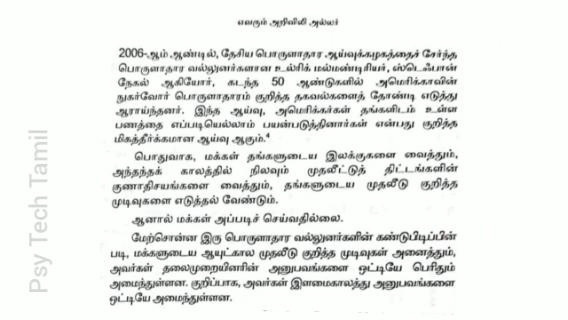 எவரும் அறிவிலி அல்லர்
2006-ஆம் ஆண்டில், தேசிய பொருளாதார ஆய்வுக்கழகத்தைச் சேர்ந்த
பொருளாதார வல்லுனர்களான உல்ரிக் மல்மண்டிரியர், ஸ்டெஃபான்
நேகல் ஆகியோர், கடந்த 50 ஆண்டுகளில் அமெரிக்காவின்
நுகர்வோர் பொருளாதாரம் குறித்த தகவல்களைத் தோண்டி எடுத்து
ஆராய்ந்தனர். இந்த ஆய்வு, அமெரிக்கர்கள் தங்களிடம் உள்ள
பணத்தை எப்படியெல்லாம் பயன்படுத்தினார்கள் என்பது குறித்த
மிகத்தீர்க்கமான ஆய்வு ஆகும்.4
பொதுவாக, மக்கள் தங்களுடைய இலக்குகளை வைத்தும்,
அந்தந்தக் காலத்தில் நிலவும் முதலீட்டுத் திட்டங்களின்
குணாதிசயங்களை வைத்தும், தங்களுடைய முதலீடு குறித்த
முடிவுகளை எடுத்தல் வேண்டும்.
ஆனால் மக்கள் அப்படிச் செய்வதில்லை.
மேற்சொன்ன இரு பொருளாதார வல்லுனர்களின் கண்டுபிடிப்பின்
படி, மக்களுடைய ஆயுட்கால முதலீடு குறித்த முடிவுகள் அனைத்தும்,
அவர்கள் தலைமுறையினரின் அனுபவங்களை ஒட்டியே பெரிதும்
அமைந்துள்ளன. குறிப்பாக, அவர்கள் இளமைகாலத்து அனுபவங்களை
ஒட்டியே அமைந்துள்ளன.
Psy Tech Tamil